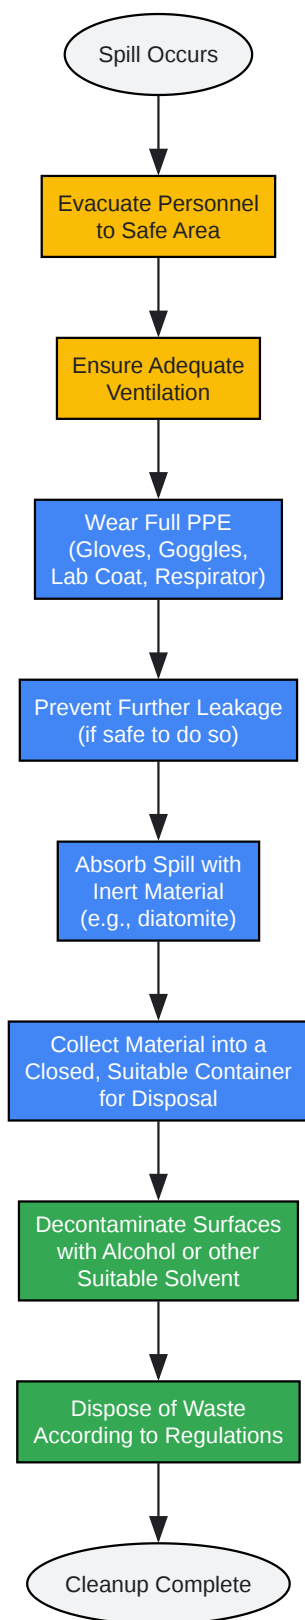 Spill Occurs
Evacuate Personnel
to Safe Area
Ensure Adequate
Ventilation
Wear Full PPE
(Gloves, Goggles,
Lab Coat, Respirator)
Prevent Further Leakage
(if safe to do so)
Absorb Spill with
Inert Material
(e.g., diatomite)
Collect Material into a
Closed, Suitable Container
for Disposal
Decontaminate Surfaces
with Alcohol or other
Suitable Solvent
Dispose of Waste
According to Regulations
Cleanup Complete